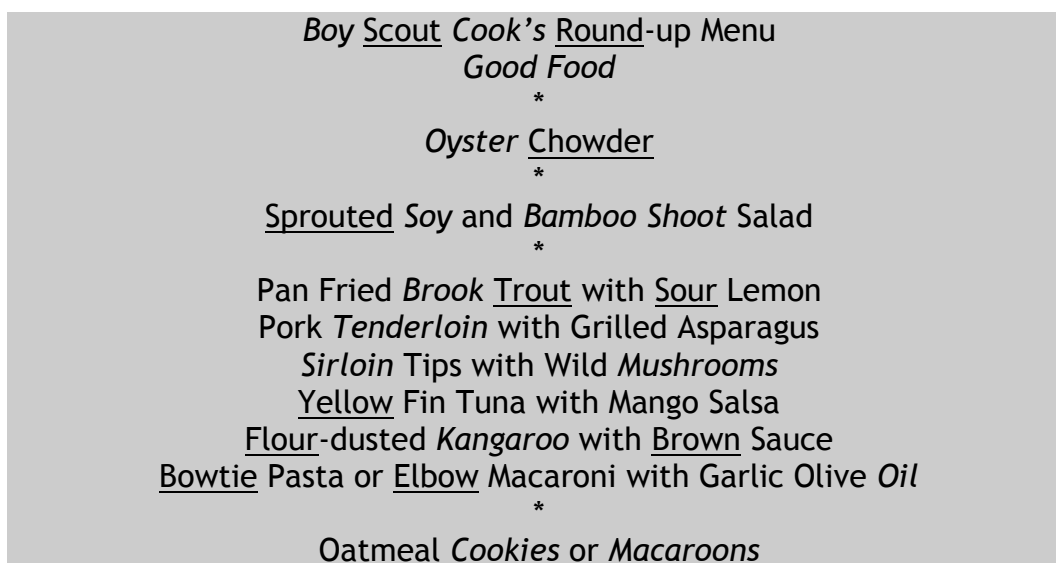 Boy Scout Cook’s Round-up Menu
Good Food
*
Oyster Chowder
*
Sprouted Soy and Bamboo Shoot Salad
*
Pan Fried Brook Trout with Sour Lemon
Pork Tenderloin with Grilled Asparagus
Sirloin Tips with Wild Mushrooms
Yellow Fin Tuna with Mango Salsa
Flour-dusted Kangaroo with Brown Sauce
Bowtie Pasta or Elbow Macaroni with Garlic Olive Oil
*
Oatmeal Cookies or Macaroons